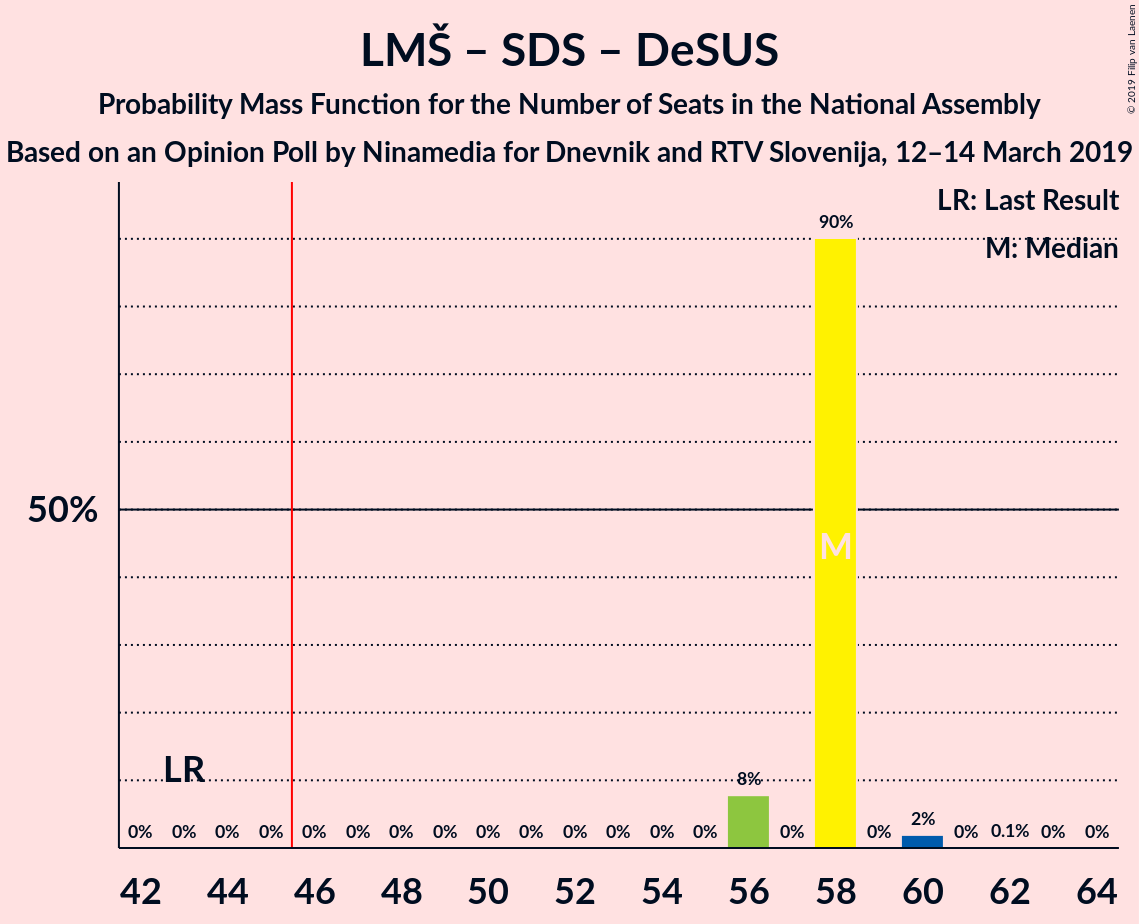 LMŠ – SDS – DeSUS
Probability Mass Function for the Number of Seats in the National Assembly
Based on an Opinion Poll by Ninamedia for Dnevnik and RTV Slovenija, 12–14 March 2019
© 2019 Filip van Laenen
LR: Last Result
M: Median
90%
50%
M
LR
8%
2%
0% 0% 0% 0% 0% 0% 0% 0% 0% 0% 0% 0% 0% 0% 0% 0% 0% 0.1% 0% 0%
42 44 46 48 50 52 54 56 58 60 62 64